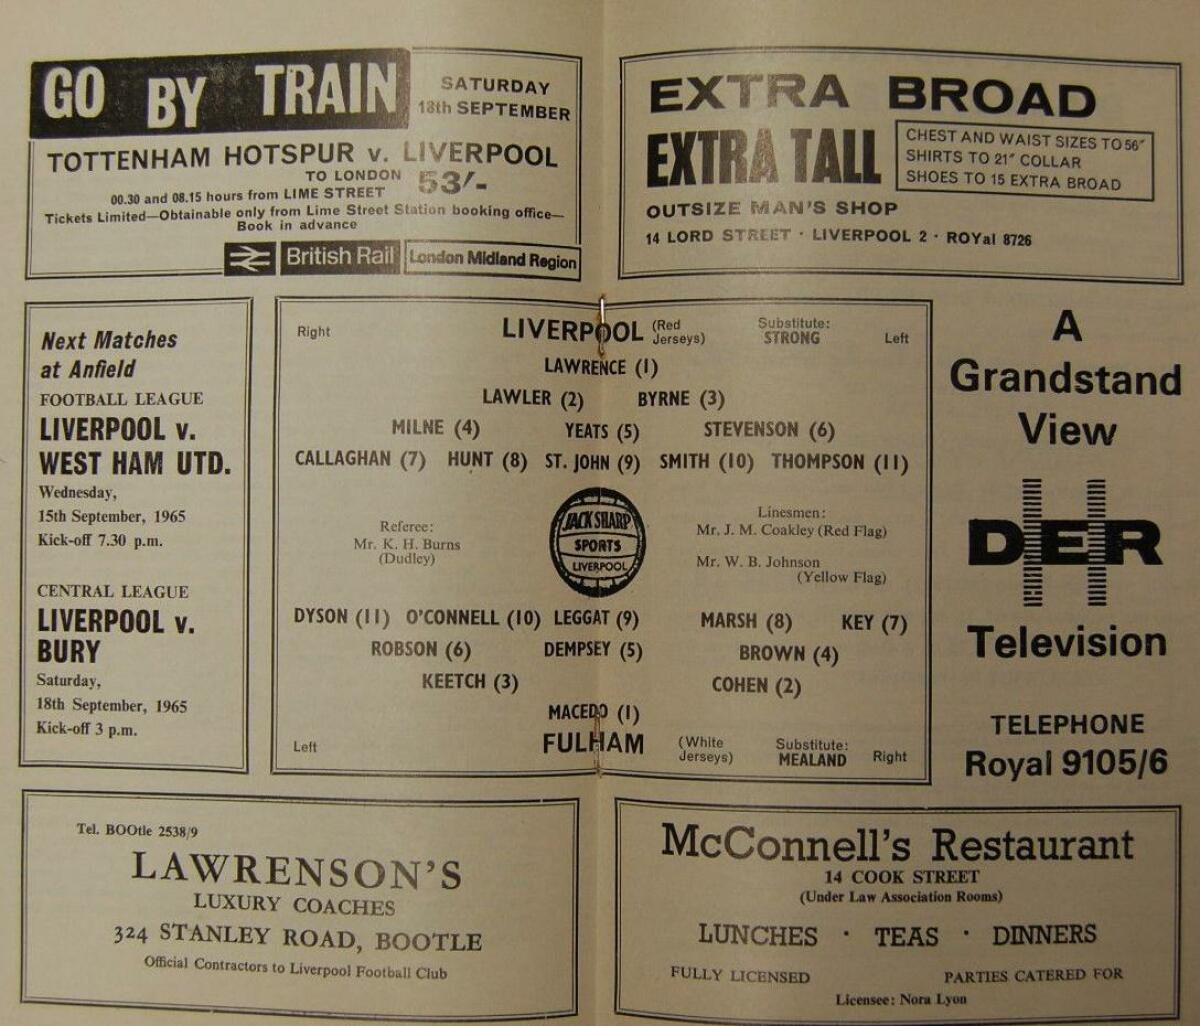 GO BY TRAIN
SATURDAY
18th SEPTEMBER
TOTTENHAM HOTSPUR v. LIVERPOOL
TO LONDON 53/-
00.30 and 08.15 hours from LIME STREET
Tickets Limited—Obtainable only from Lime Street Station booking office—
Book in advance
British Rail London Midland Region
EXTRA BROAD
EXTRA TALL
CHEST AND WAIST SIZES TO 56"
SHIRTS TO 21" COLLAR
SHOES TO 15 EXTRA BROAD
OUTSIZE MAN'S SHOP
14 LORD STREET · LIVERPOOL 2 · ROYal 8726
Next Matches
at Anfield
FOOTBALL LEAGUE
LIVERPOOL v.
WEST HAM UTD.
Wednesday,
15th September, 1965
Kick-off 7.30 p.m.
CENTRAL LEAGUE
LIVERPOOL v.
BURY
Saturday,
18th September, 1965
Kick-off 3 p.m.
Right
LIVERPOOL (Red
Jerseys)
Substitute:
STRONG
Left
LAWRENCE (1)
LAWLER (2) BYRNE (3)
MILNE (4) YEATS (5) STEVENSON (6)
CALLAGHAN (7) HUNT (8) ST. JOHN (9) SMITH (10) THOMPSON (11)
Referee:
Mr. K. H. Burns
(Dudley)
JACK SHARP
SPORTS
LIVERPOOL
Linesmen:
Mr. J. M. Coakley (Red Flag)
Mr. W. B. Johnson
(Yellow Flag)
DYSON (11) O'CONNELL (10) LEGGAT (9) MARSH (8) KEY (7)
ROBSON (6) DEMPSEY (5) BROWN (4)
KEETCH (3) COHEN (2)
MACEDO (1)
Left
FULHAM (White
Jerseys)
Substitute:
MEALAND
Right
A
Grandstand
View
DER
Television
TELEPHONE
Royal 9105/6
Tel. BOOtle 2538/9
LAWRENSON'S
LUXURY COACHES
324 STANLEY ROAD, BOOTLE
Official Contractors to Liverpool Football Club
McConnell's Restaurant
14 COOK STREET
(Under Law Association Rooms)
LUNCHES · TEAS · DINNERS
FULLY LICENSED PARTIES CATERED FOR
Licensee: Nora Lyon